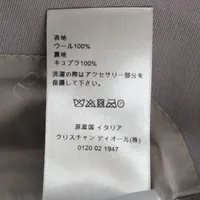 表地
ウール100%
裏地
キュプラ100%
洗濯の際はアクセサリー部分を
保護して下さい。
原産国 イタリア
クリスチャン ディオール(株)
0120 02 1947